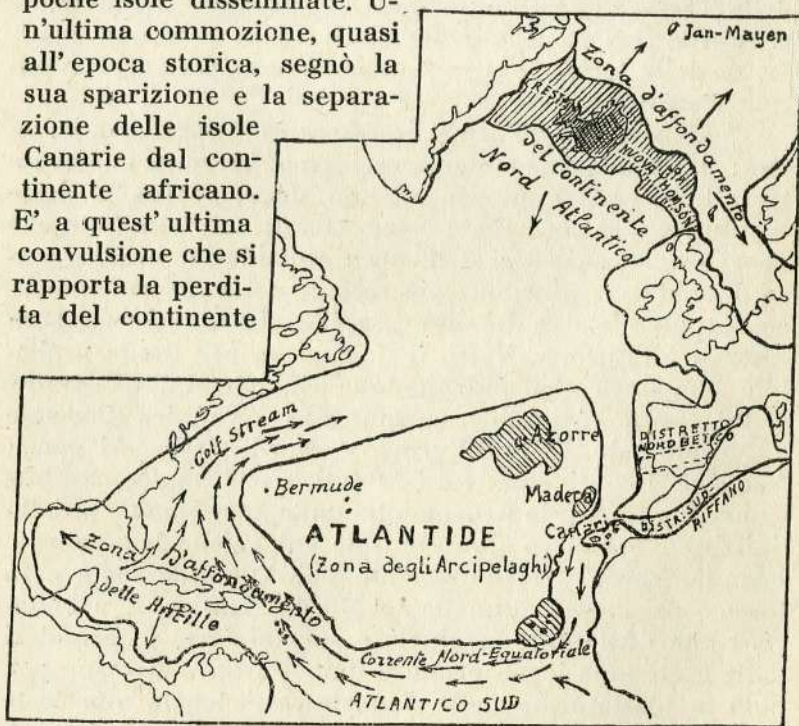 poche isole disseminate. U-
n'ultima commozione, quasi
all' epoca storica, segnò la
sua sparizione e la separa-
zione delle isole
Canarie dal con-
tinente africano.
E' a quest' ultima
convulsione che si
rapporta la perdi-
ta del continente
Jan-Mayen
Zona d'affondamento
RESTI
NUOVA THOMSON
del continente
Nord Atlantico
Golf Stream
Azorre
DISTRETTO
NORD BETICO
Bermude
Madera
ATLANTIDE
Canarie
DISTR. SUD-
RIFFANO
(Zona degli Arcipelaghi)
Zona D'affondamento
delle Antille
Corrente Nord-Equatoriale
ATLANTICO SUD